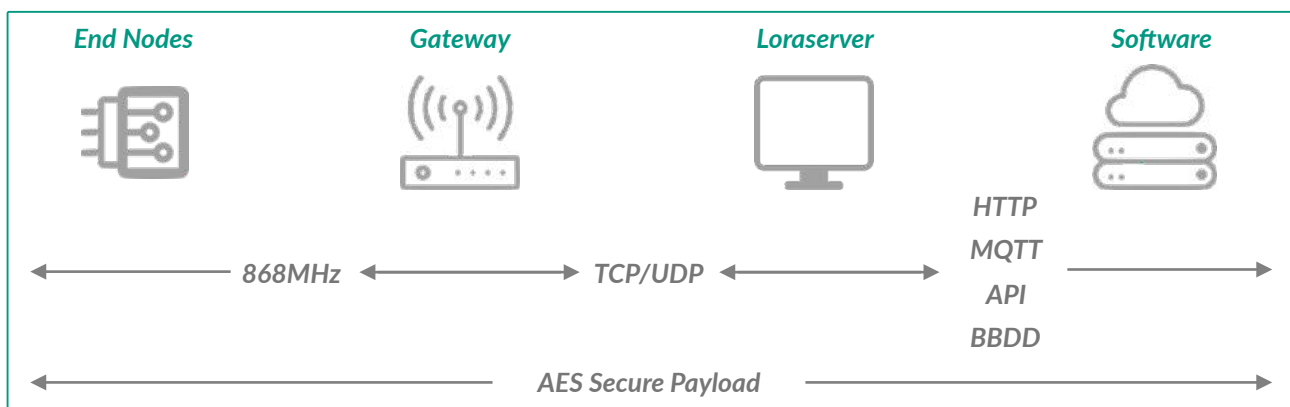 End Nodes
Gateway
Loraserver
Software
HTTP
MQTT
868MHz
TCP/UDP
API
BBDD
AES Secure Payload